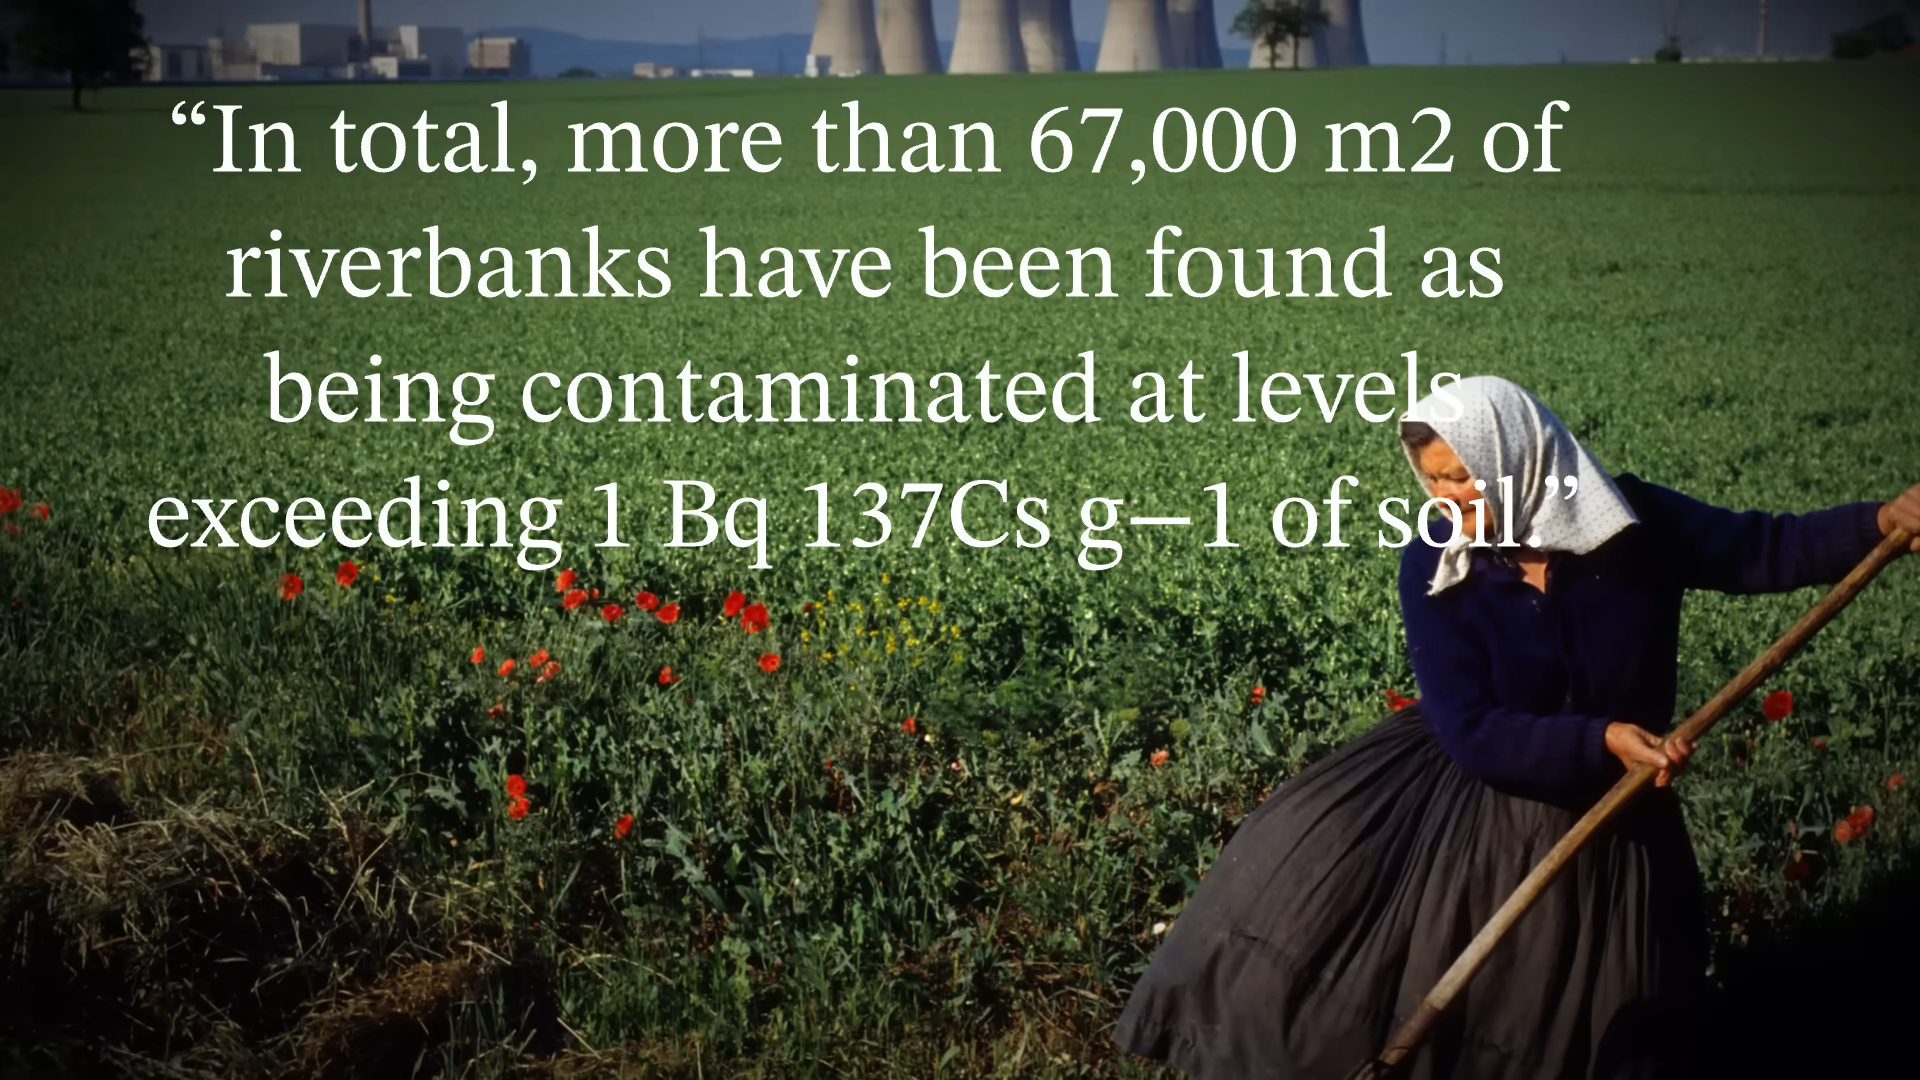 “In total, more than 67,000 m2 of
riverbanks have been found as
being contaminated at levels
exceeding 1 Bq 137Cs g−1 of soil.”